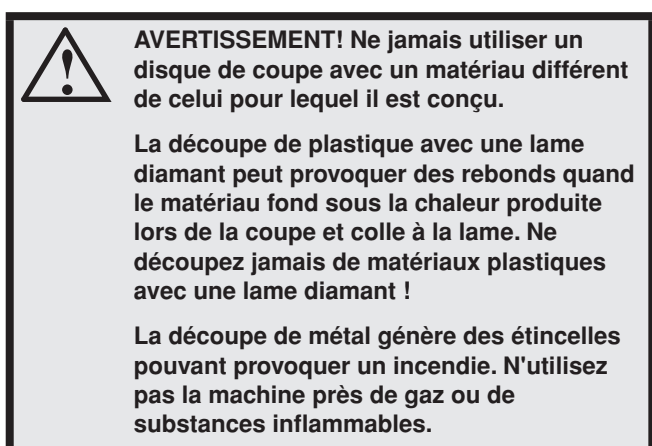 AVERTISSEMENT! Ne jamais utiliser un
disque de coupe avec un matériau différent
de celui pour lequel il est conçu.
La découpe de plastique avec une lame
diamant peut provoquer des rebonds quand
le matériau fond sous la chaleur produite
lors de la coupe et colle à la lame. Ne
découpez jamais de matériaux plastiques
avec une lame diamant !
La découpe de métal génère des étincelles
pouvant provoquer un incendie. N'utilisez
pas la machine près de gaz ou de
substances inflammables.